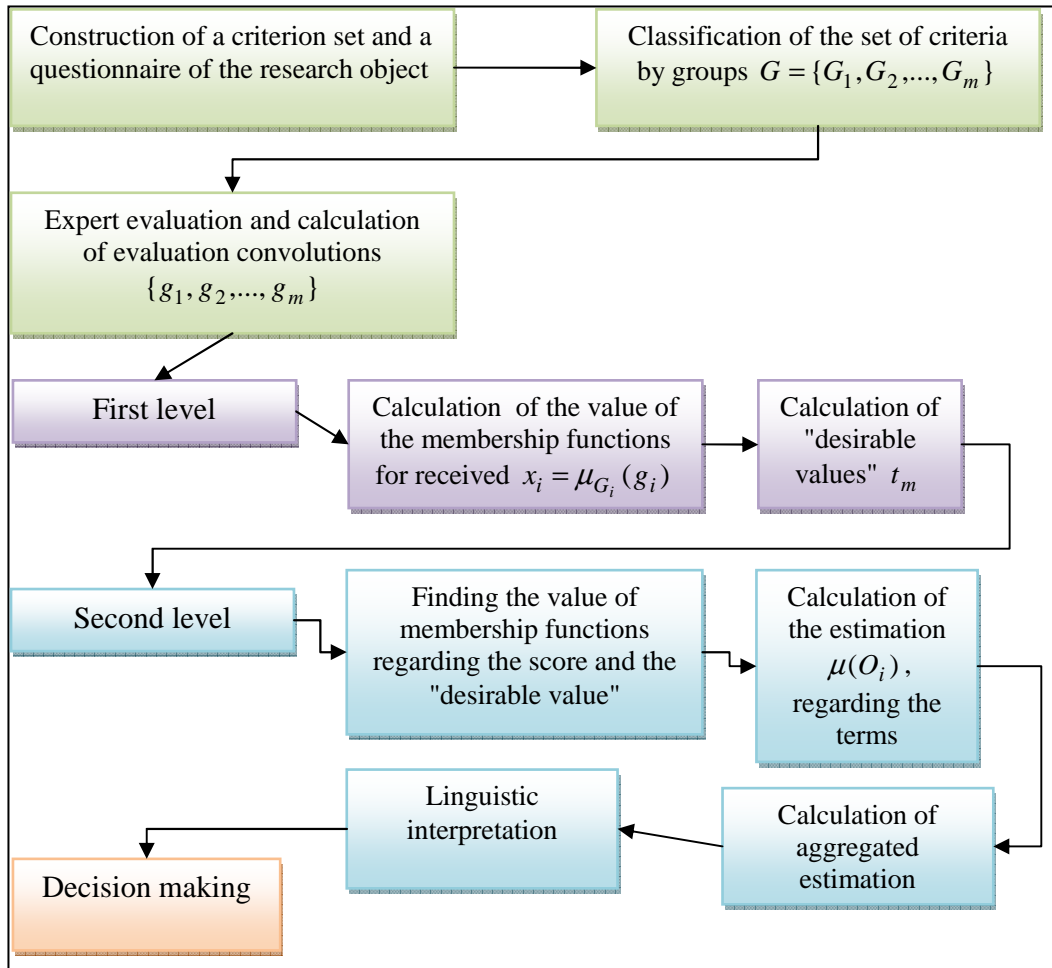 Construction of a criterion set and a
questionnaire of the research object
Classification of the set of criteria
by groups G = {G₁, G₂,..., Gₘ}
Expert evaluation and calculation
of evaluation convolutions
{g₁, g₂,..., gₘ}
First level
Calculation of the value of
the membership functions
for received xᵢ = μ_{Gᵢ}(gᵢ)
Calculation of
"desirable
values" tₘ
Second level
Finding the value of
membership functions
regarding the score and the
"desirable value"
Calculation of
the estimation
μ(Oᵢ) ,
regarding the
terms
Calculation of
aggregated
estimation
Linguistic
interpretation
Decision making